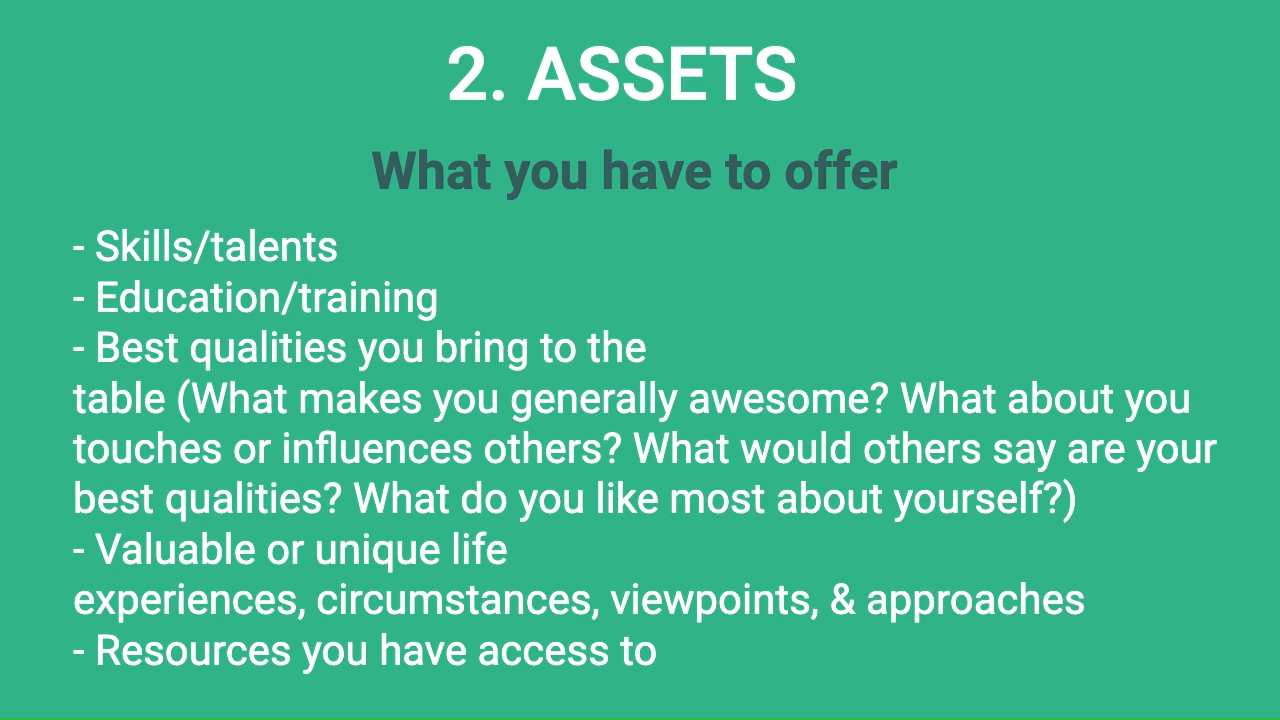 2. ASSETS
What you have to offer
- Skills/talents
- Education/training
- Best qualities you bring to the
table (What makes you generally awesome? What about you
touches or influences others? What would others say are your
best qualities? What do you like most about yourself?)
- Valuable or unique life
experiences, circumstances, viewpoints, & approaches
- Resources you have access to